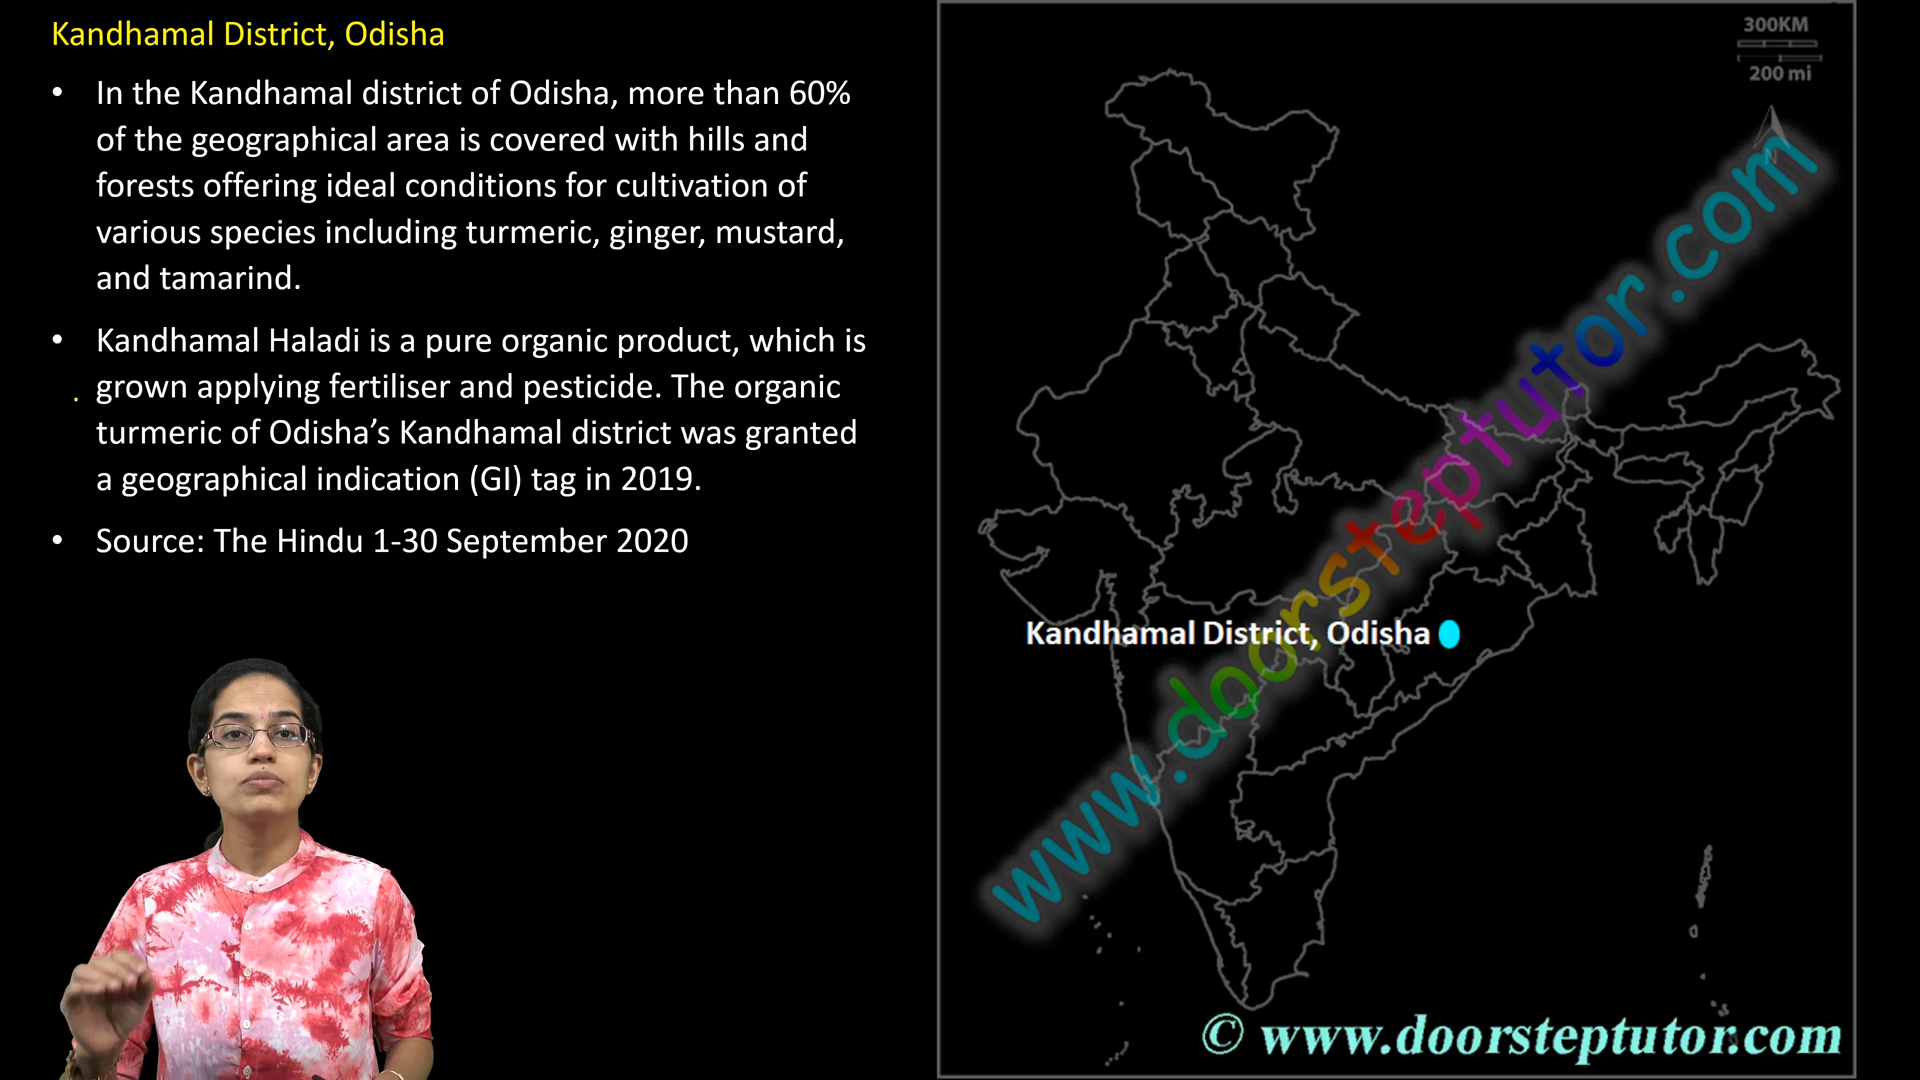 Kandhamal District, Odisha
• In the Kandhamal district of Odisha, more than 60%
of the geographical area is covered with hills and
forests offering ideal conditions for cultivation of
various species including turmeric, ginger, mustard,
and tamarind.
• Kandhamal Haladi is a pure organic product, which is
grown applying fertiliser and pesticide. The organic
turmeric of Odisha’s Kandhamal district was granted
a geographical indication (GI) tag in 2019.
• Source: The Hindu 1-30 September 2020
300KM
200 mi
N
www.doorsteptutor.com
Kandhamal District, Odisha
© www.doorsteptutor.com